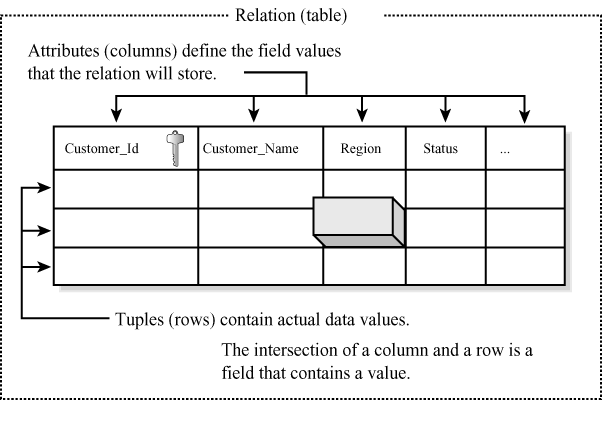 Relation (table)
Attributes (columns) define the field values
that the relation will store.
Customer_Id
Customer_Name
Region
Status
...
Tuples (rows) contain actual data values.
The intersection of a column and a row is a
field that contains a value.